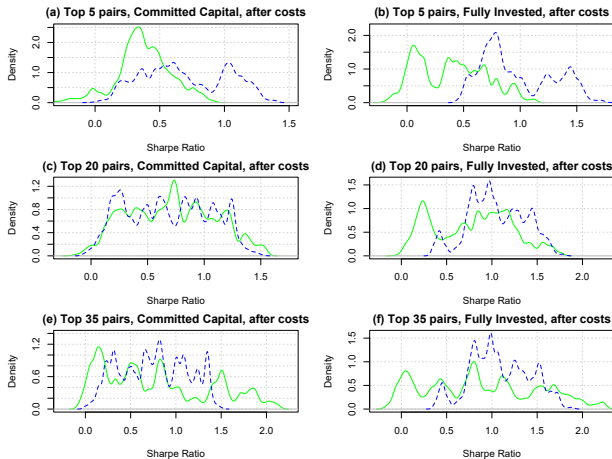 (a) Top 5 pairs, Committed Capital, after costs
(b) Top 5 pairs, Fully Invested, after costs
Density
0.0 1.0 2.0
0.0 0.5 1.0 1.5
Sharpe Ratio
Density
0.0 1.0 2.0
0.0 0.5 1.0 1.5
Sharpe Ratio
(c) Top 20 pairs, Committed Capital, after costs
(d) Top 20 pairs, Fully Invested, after costs
Density
0.0 0.4 0.8 1.2
0.0 0.5 1.0 1.5
Sharpe Ratio
Density
0.0 0.5 1.0 1.5
0.0 0.5 1.0 1.5 2.0
Sharpe Ratio
(e) Top 35 pairs, Committed Capital, after costs
(f) Top 35 pairs, Fully Invested, after costs
Density
0.0 0.4 0.8 1.2
0.0 0.5 1.0 1.5 2.0
Sharpe Ratio
Density
0.0 0.5 1.0 1.5
0.0 0.5 1.0 1.5 2.0
Sharpe Ratio